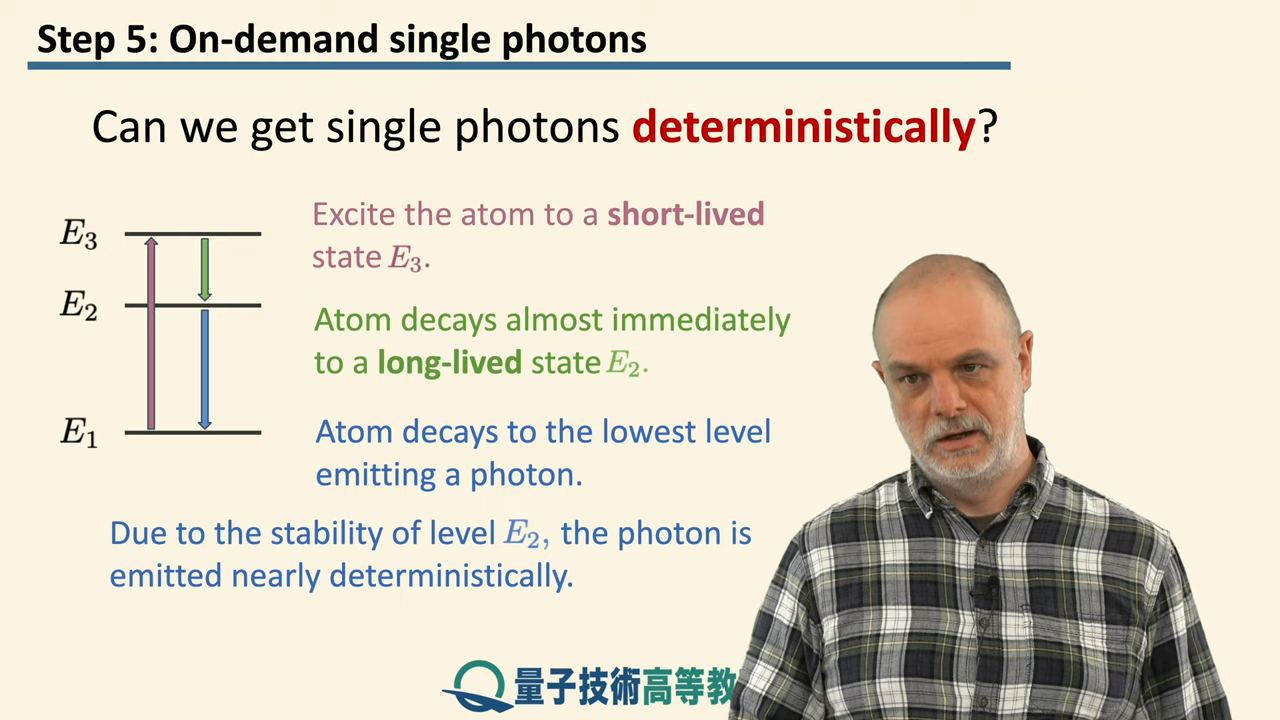 Step 5: On-demand single photons
Can we get single photons deterministically?
E₃
E₂
E₁
Excite the atom to a short-lived
state E₃.
Atom decays almost immediately
to a long-lived state E₂.
Atom decays to the lowest level
emitting a photon.
Due to the stability of level E₂, the photon is
emitted nearly deterministically.
量子技術高等教